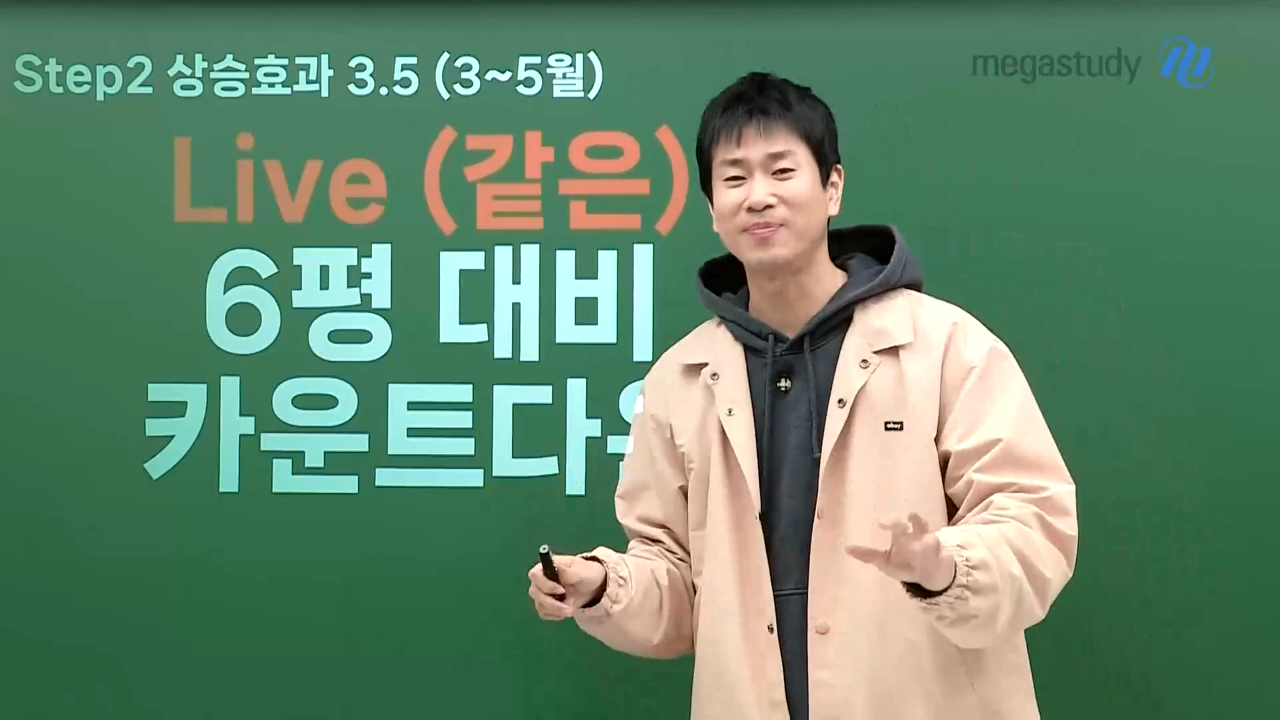 Step2 상승효과 3.5 (3~5월)
megastudy
Live (같은)
6평 대비
카운트다
obey